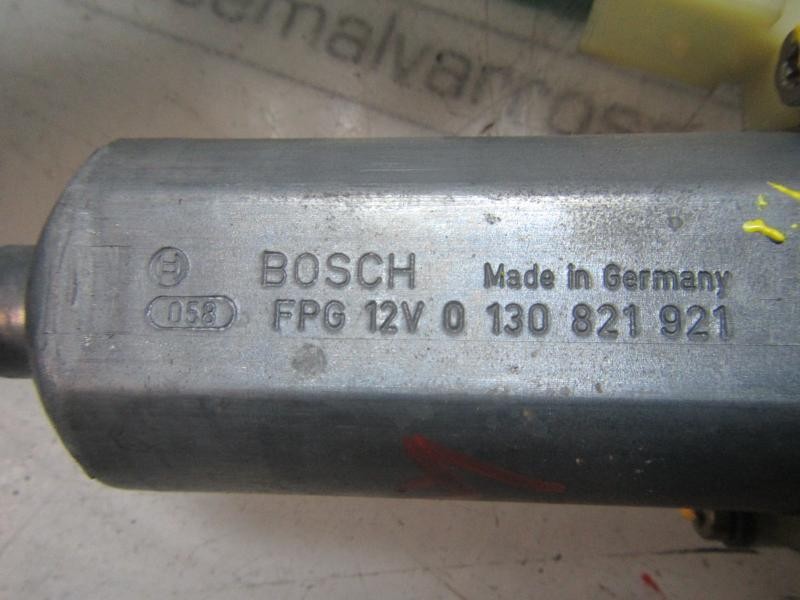 BOSCH Made in Germany
058 FPG 12V 0 130 821 921